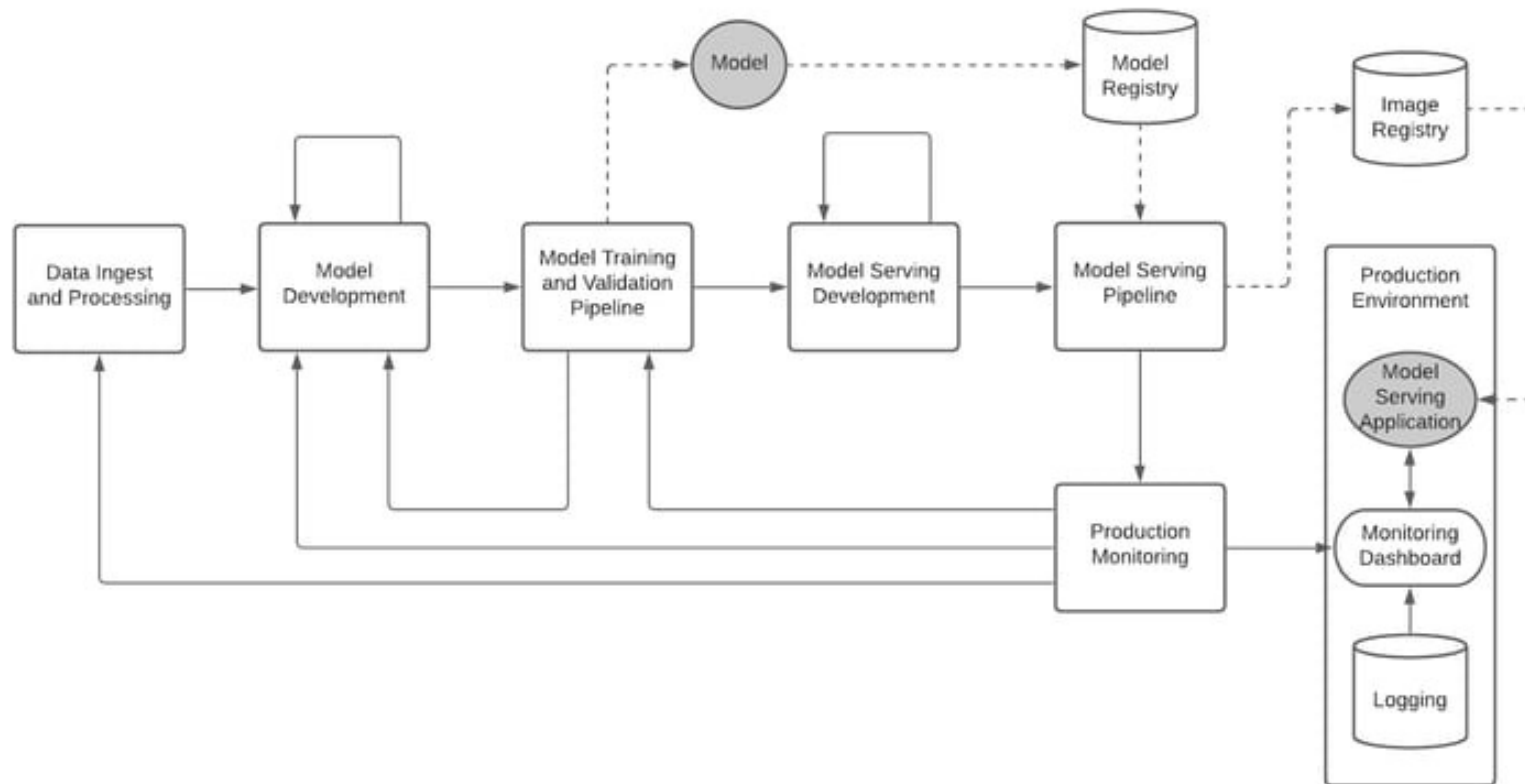 Model
Model
Registry
Image
Registry
Data Ingest
and Processing
Model
Development
Model Training
and Validation
Pipeline
Model Serving
Development
Model Serving
Pipeline
Production
Environment
Model
Serving
Application
Production
Monitoring
Monitoring
Dashboard
Logging